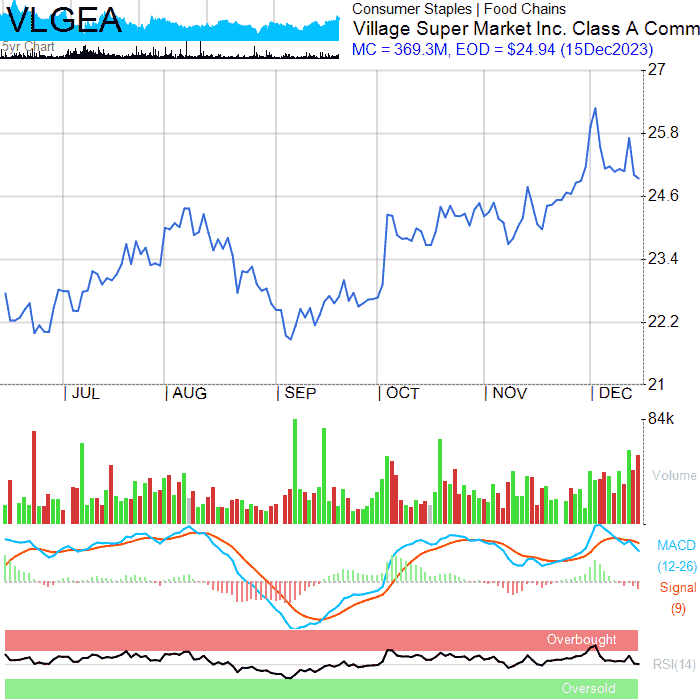 VLGEA
5yr Chart
Consumer Staples | Food Chains
Village Super Market Inc. Class A Comm
MC = 369.3M, EOD = $24.94 (15Dec2023)
27
25.8
24.6
23.4
22.2
21
| JUL | AUG | SEP | OCT | NOV | DEC
84k
Volume
MACD
(12-26)
Signal
(9)
Overbought
RSI(14)
Oversold